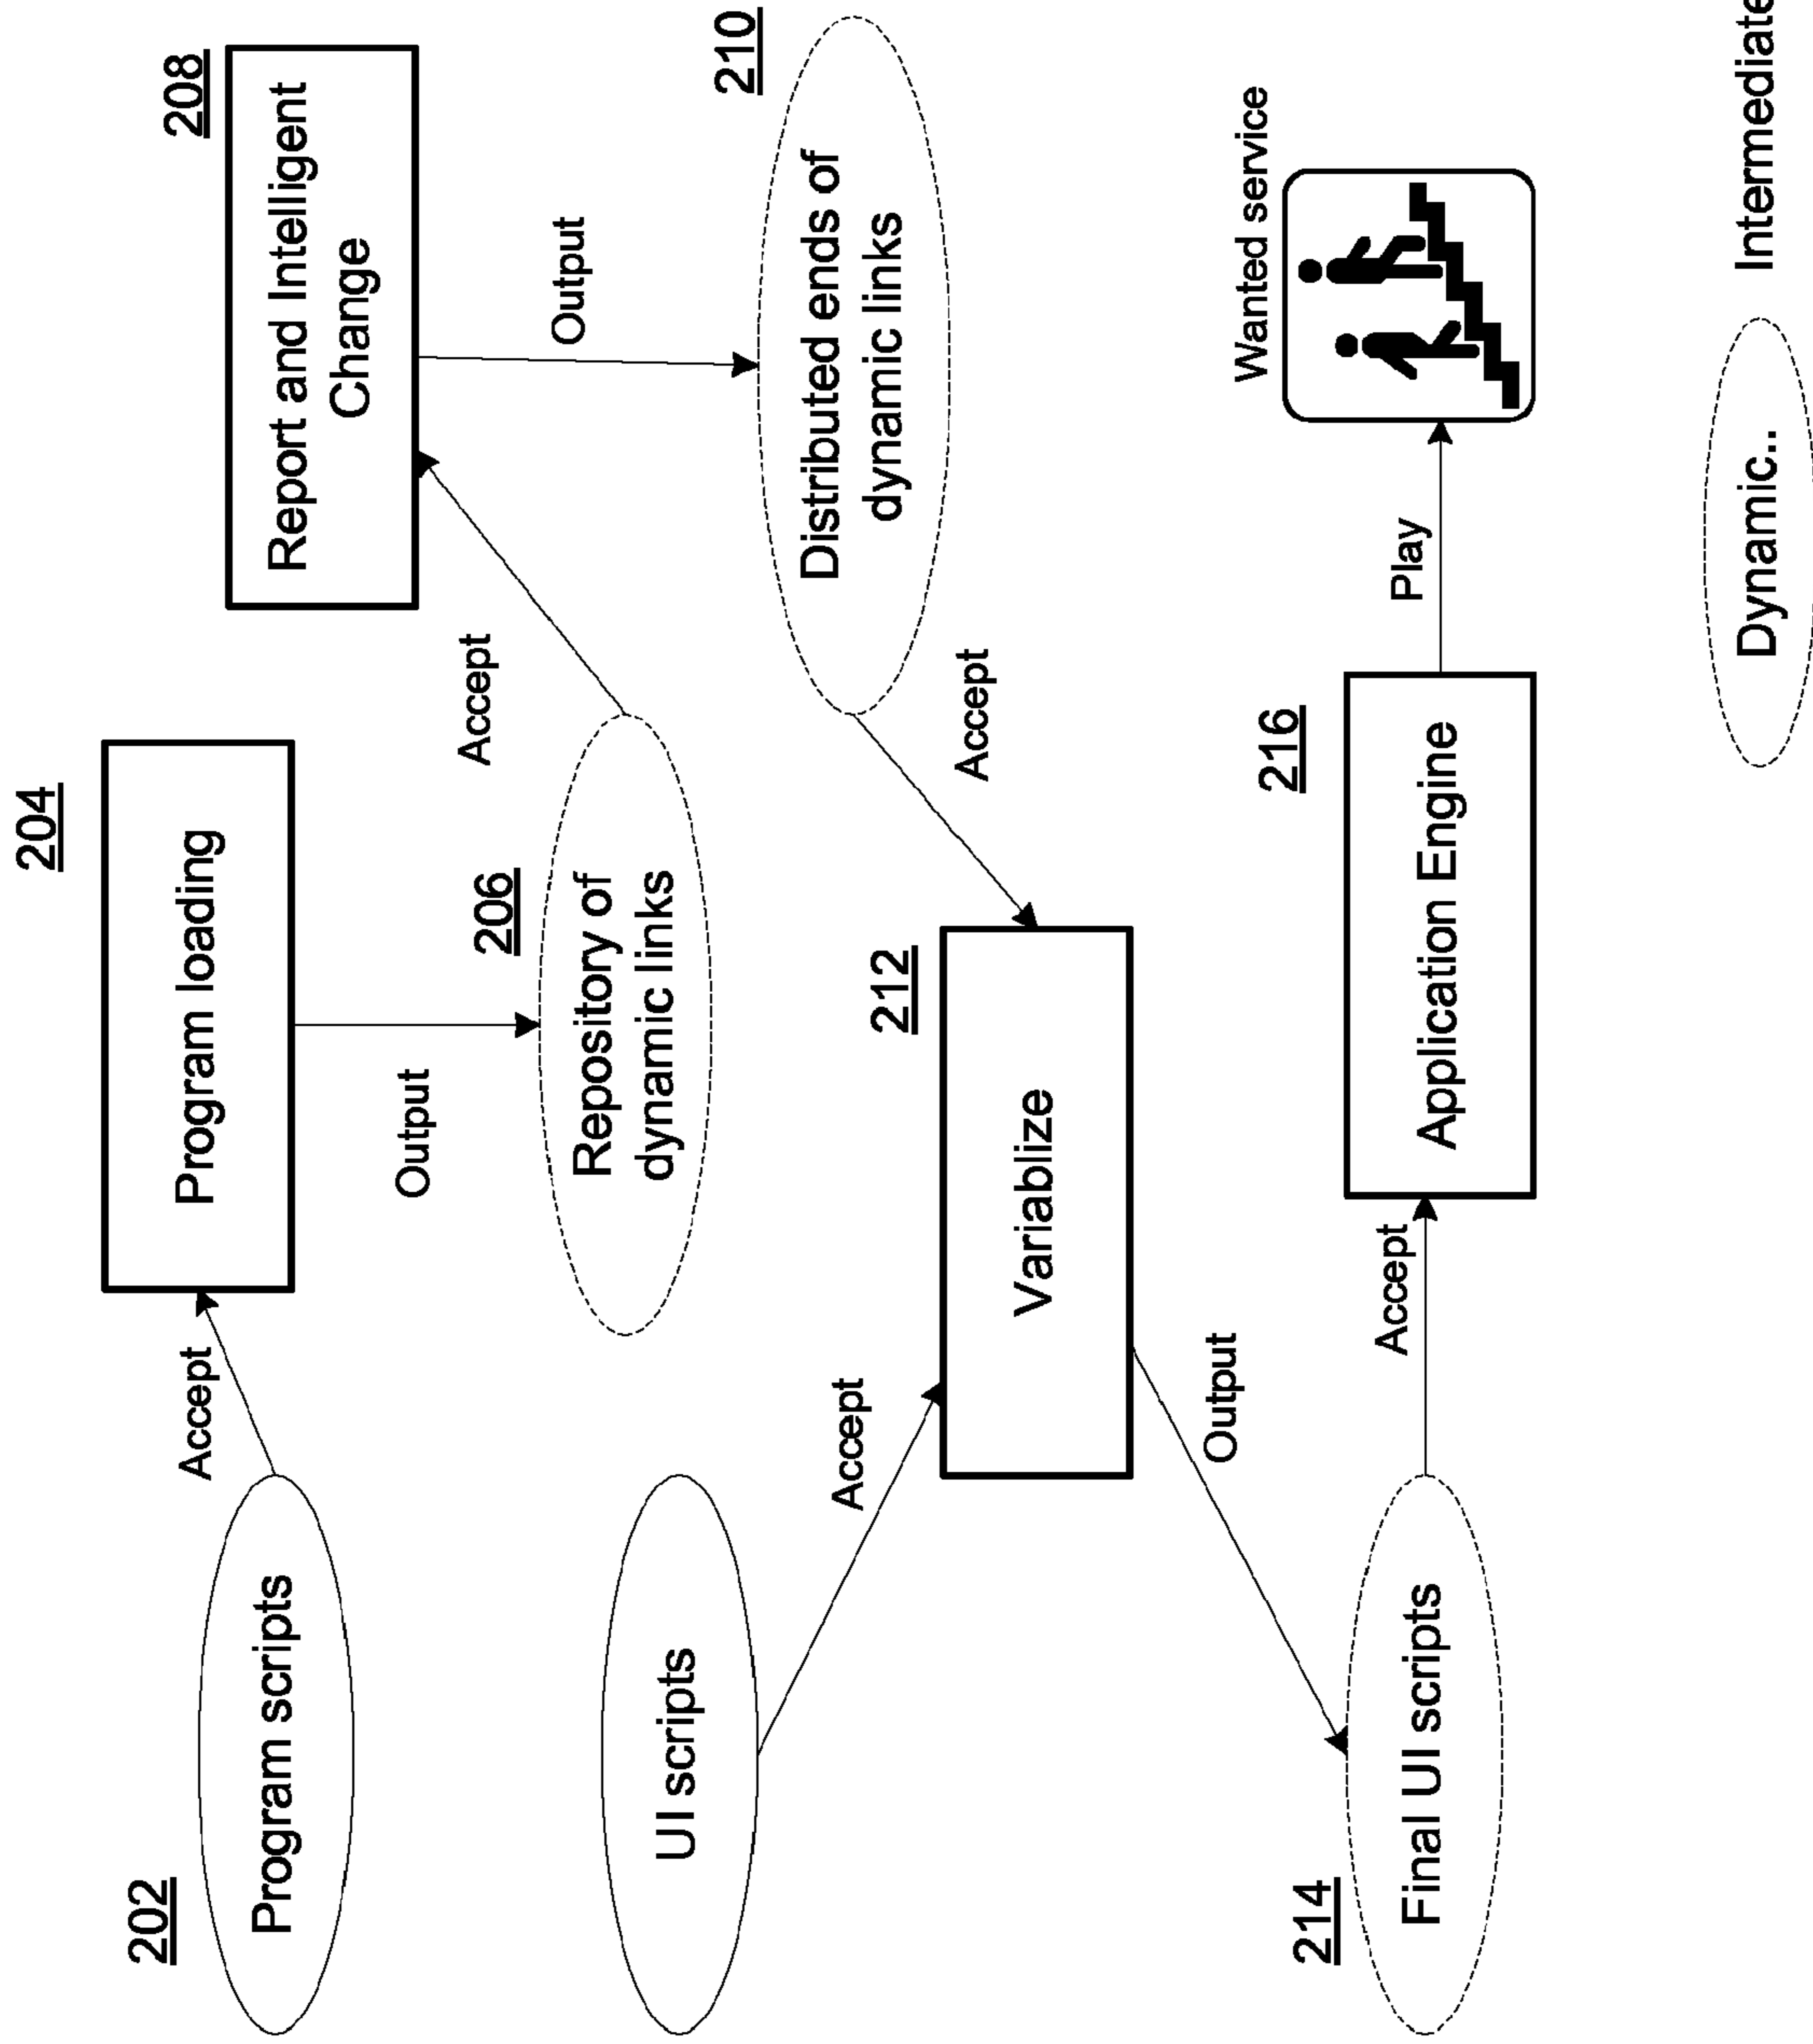 202
Program scripts
Accept
204
Program loading
Output
206
Repository of
dynamic links
Accept
208
Report and Intelligent
Change
Output
210
Distributed ends of
dynamic links
Accept
UI scripts
Accept
212
Variablize
Output
214
Final UI scripts
Accept
216
Application Engine
Play
Wanted service
Dynamic..
Intermediate